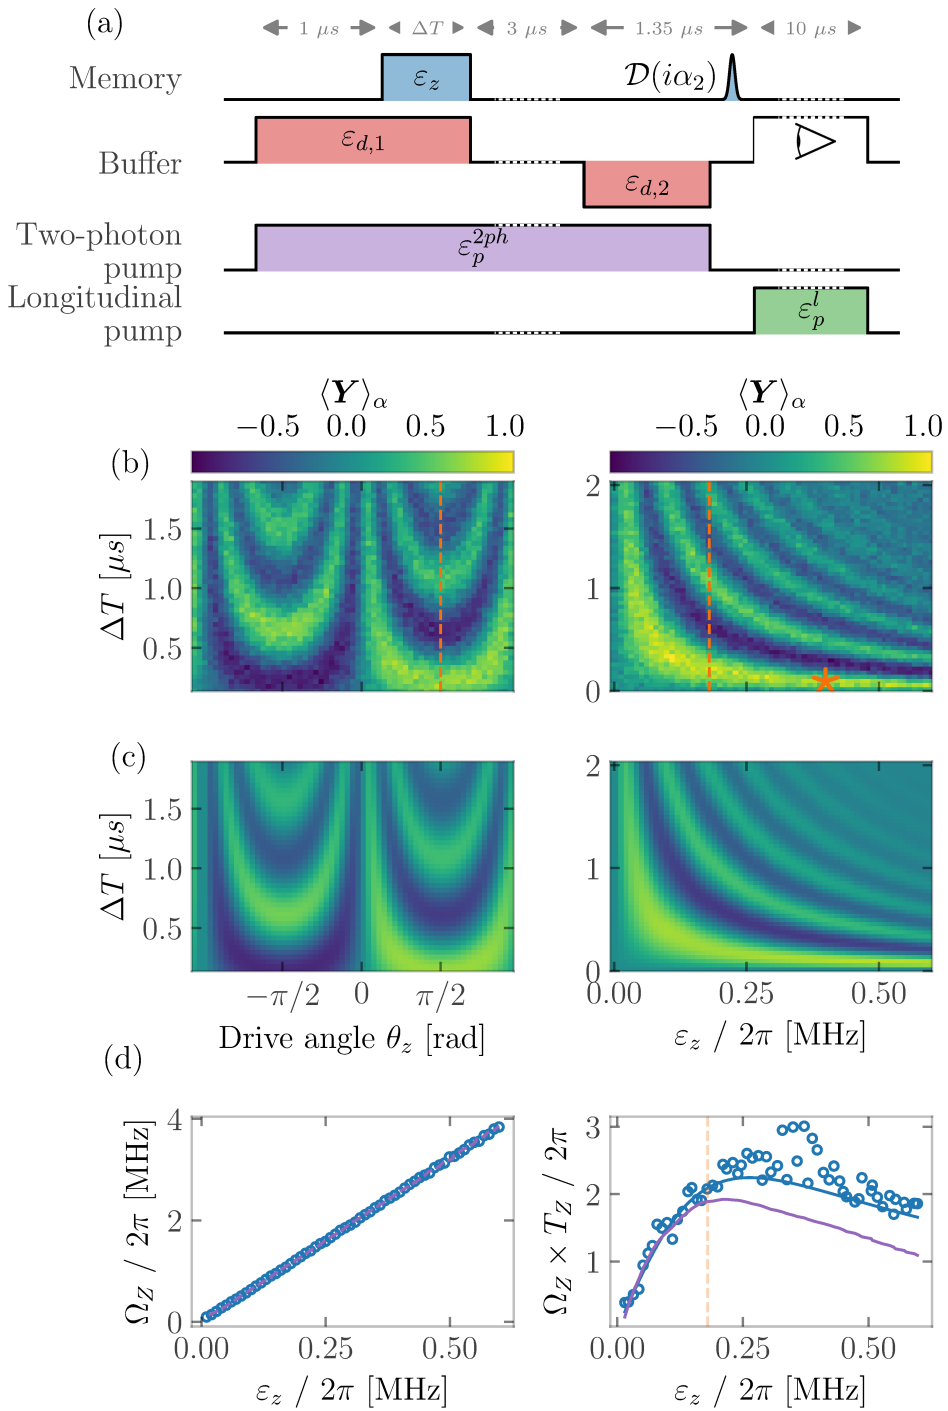 (a)
1 μs ΔT 3 μs 1.35 μs 10 μs
Memory
ε_z
𝒟(iα₂)
Buffer
ε_{d,1}
ε_{d,2}
Two-photon
pump
ε_p^{2ph}
Longitudinal
pump
ε_p^l
⟨Y⟩_α ⟨Y⟩_α
−0.5 0.0 0.5 1.0 −0.5 0.0 0.5 1.0
(b)
ΔT [μs]
1.5
1.0
0.5
2
1
0
(c)
ΔT [μs]
1.5
1.0
0.5
2
1
0
−π/2 0 π/2
0.00 0.25 0.50
Drive angle θ_z [rad]
ε_z / 2π [MHz]
(d)
Ω_Z / 2π [MHz]
4
2
0
0.00 0.25 0.50
ε_z / 2π [MHz]
Ω_Z × T_Z / 2π
3
2
1
0.00 0.25 0.50
ε_z / 2π [MHz]